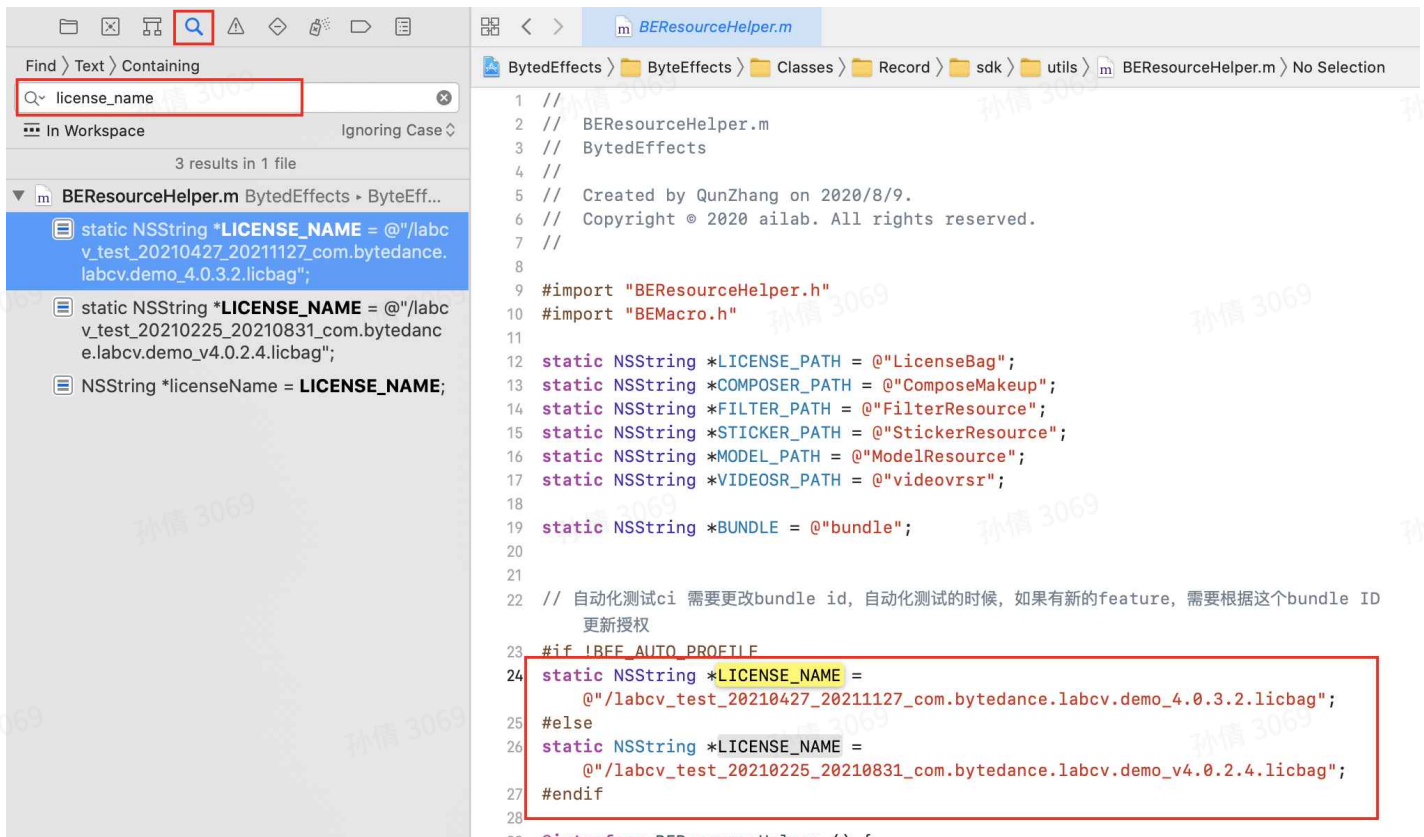 BEResourceHelper.m
Find 〉Text 〉Containing
BytedEffects 〉 ByteEffects 〉 Classes 〉 Record 〉 sdk 〉 utils 〉 m BEResourceHelper.m 〉No Selection
license_name
In Workspace Ignoring Case
3 results in 1 file
m BEResourceHelper.m BytedEffects ▸ ByteEff...
static NSString *LICENSE_NAME = @"/labc
v_test_20210427_20211127_com.bytedance.
labcv.demo_4.0.3.2.licbag";
static NSString *LICENSE_NAME = @"/labc
v_test_20210225_20210831_com.bytedanc
e.labcv.demo_v4.0.2.4.licbag";
NSString *licenseName = LICENSE_NAME;
1 //
2 // BEResourceHelper.m
3 // BytedEffects
4 //
5 // Created by QunZhang on 2020/8/9.
6 // Copyright © 2020 ailab. All rights reserved.
7 //
8
9 #import "BEResourceHelper.h"
10 #import "BEMacro.h"
11
12 static NSString *LICENSE_PATH = @"LicenseBag";
13 static NSString *COMPOSER_PATH = @"ComposeMakeup";
14 static NSString *FILTER_PATH = @"FilterResource";
15 static NSString *STICKER_PATH = @"StickerResource";
16 static NSString *MODEL_PATH = @"ModelResource";
17 static NSString *VIDEOSR_PATH = @"videovrsr";
18
19 static NSString *BUNDLE = @"bundle";
20
21
22 // 自动化测试ci 需要更改bundle id，自动化测试的时候，如果有新的feature，需要根据这个bundle ID
更新授权
23 #if !BEF_AUTO_PROFILE
24 static NSString *LICENSE_NAME =
@"/labcv_test_20210427_20211127_com.bytedance.labcv.demo_4.0.3.2.licbag";
25 #else
26 static NSString *LICENSE_NAME =
@"/labcv_test_20210225_20210831_com.bytedance.labcv.demo_v4.0.2.4.licbag";
27 #endif
28
孙倩 3069